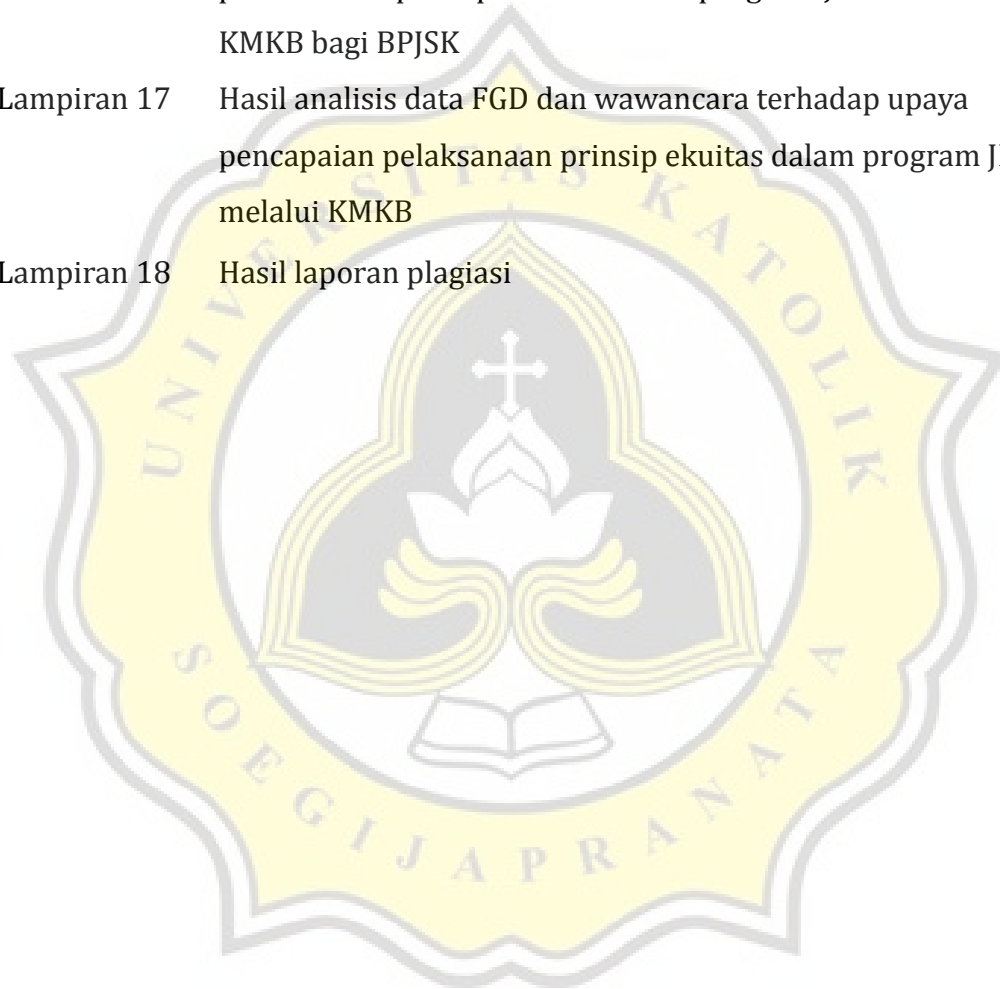 KMKB bagi BPJSK
Lampiran 17 Hasil analisis data FGD dan wawancara terhadap upaya
pencapaian pelaksanaan prinsip ekuitas dalam program
melalui KMKB
Lampiran 18 Hasil laporan plagiasi
UNIVERSITAS KATOLIK
SOEGIJAPRANATA